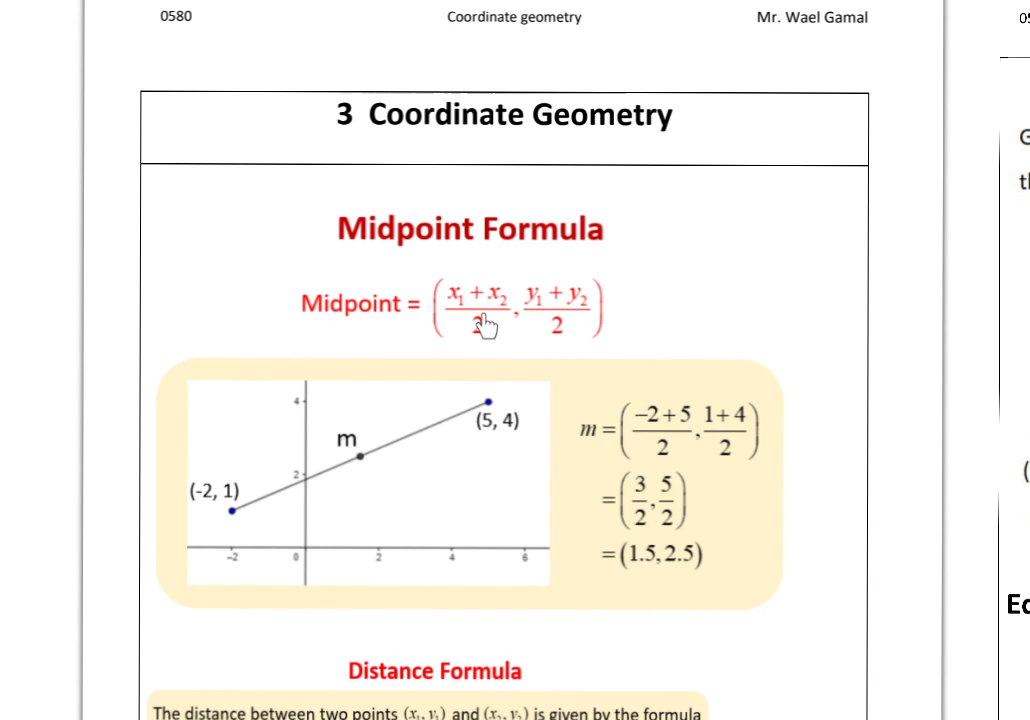 0580 Coordinate geometry Mr. Wael Gamal
3 Coordinate Geometry
Midpoint Formula
Midpoint = (x₁ + x₂ / 2, y₁ + y₂ / 2)
4
(5, 4)
m
2
(-2, 1)
-2 0 2 4 6
m = (-2+5 / 2, 1+4 / 2)
= (3/2, 5/2)
= (1.5, 2.5)
Distance Formula
The distance between two points (x₁, y₁) and (x₂, y₂) is given by the formula